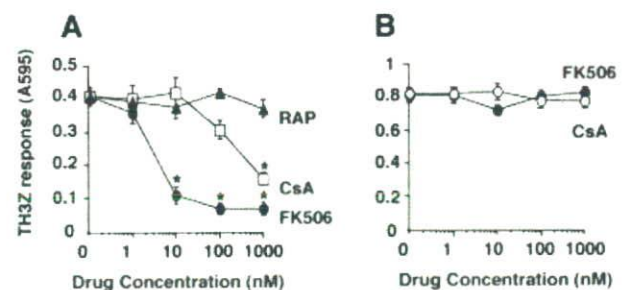 A
B
TH3Z response (A595)
0.5
0.4
0.3
0.2
0.1
0
0 1 10 100 1000
Drug Concentration (nM)
RAP
CsA
FK506
* * * *
1
0.8
0.6
0.4
0.2
0
0 1 10 100 1000
Drug Concentration (nM)
FK506
CsA